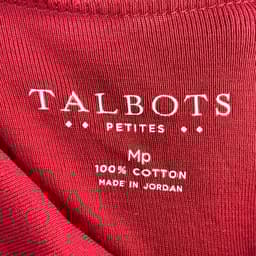 TALBOTS
PETITES
Mp
100% COTTON
MADE IN JORDAN